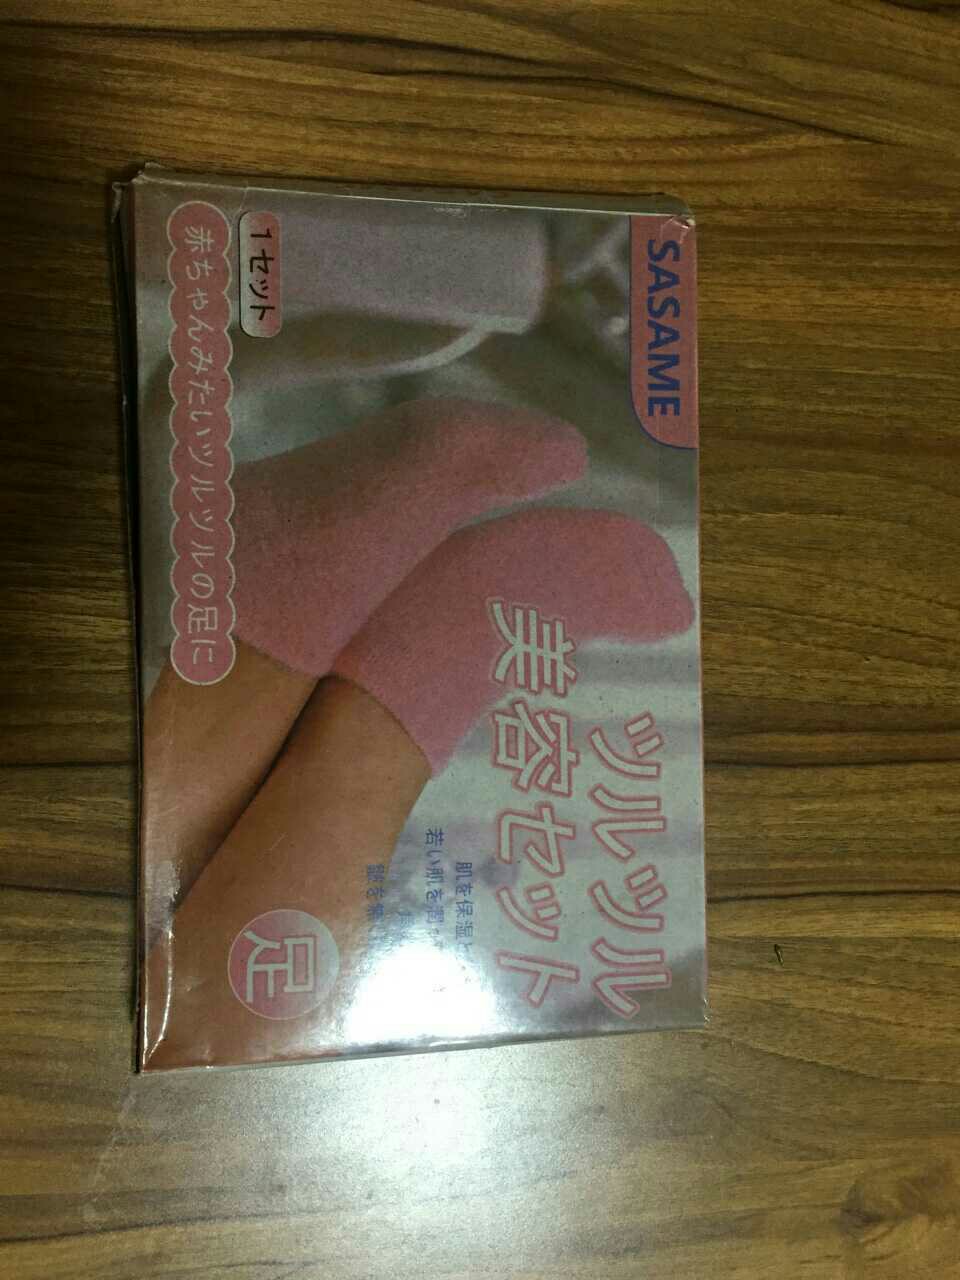 SASAME
ツルツル
美容セット
肌を保湿
若い肌を
1セット
赤ちゃんみたいツルツルの足に
足